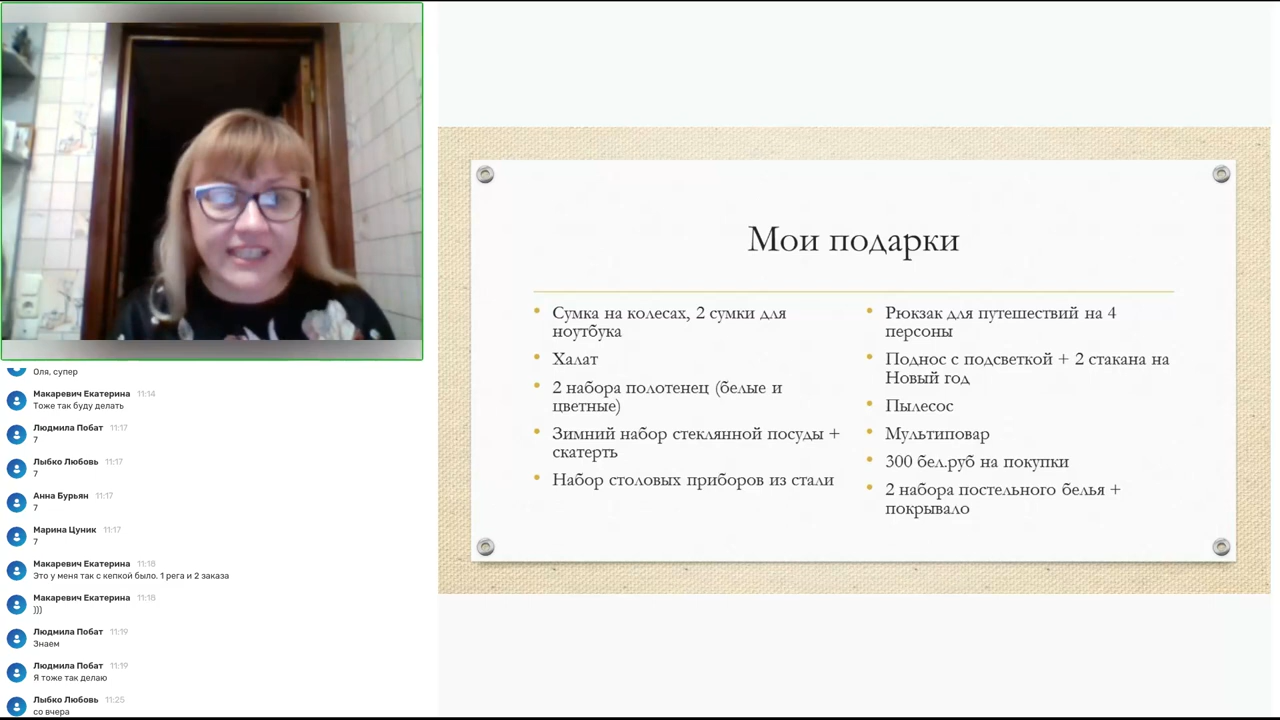 Оля, супер
Макаревич Екатерина 11:14
Тоже так буду делать
Людмила Побат 11:17
7
Лыбко Любовь 11:17
7
Анна Бурьян 11:17
7
Марина Цуник 11:17
7
Макаревич Екатерина 11:18
Это у меня так с кепкой было. 1 рега и 2 заказа
Макаревич Екатерина 11:18
)))
Людмила Побат 11:19
Знаем
Людмила Побат 11:19
Я тоже так делаю
Лыбко Любовь 11:25
со вчера
Мои подарки
• Сумка на колесах, 2 сумки для
ноутбука
• Халат
• 2 набора полотенец (белые и
цветные)
• Зимний набор стеклянной посуды +
скатерть
• Набор столовых приборов из стали
• Рюкзак для путешествий на 4
персоны
• Поднос с подсветкой + 2 стакана на
Новый год
• Пылесос
• Мультиповар
• 300 бел.руб на покупки
• 2 набора постельного белья +
покрывало